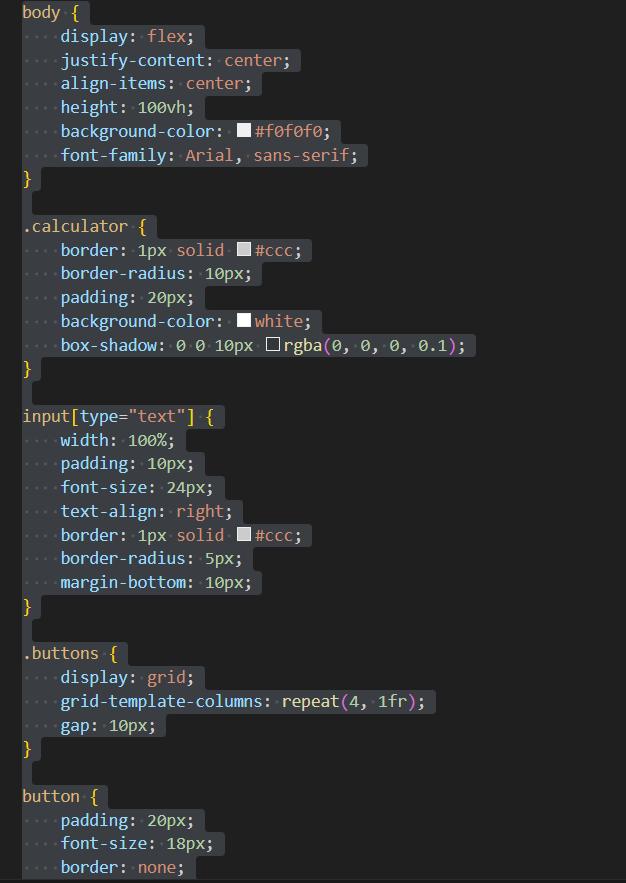 body {
    display: flex;
    justify-content: center;
    align-items: center;
    height: 100vh;
    background-color: #f0f0f0;
    font-family: Arial, sans-serif;
}

.calculator {
    border: 1px solid #ccc;
    border-radius: 10px;
    padding: 20px;
    background-color: white;
    box-shadow: 0 0 10px rgba(0, 0, 0, 0.1);
}

input[type="text"] {
    width: 100%;
    padding: 10px;
    font-size: 24px;
    text-align: right;
    border: 1px solid #ccc;
    border-radius: 5px;
    margin-bottom: 10px;
}

.buttons {
    display: grid;
    grid-template-columns: repeat(4, 1fr);
    gap: 10px;
}

button {
    padding: 20px;
    font-size: 18px;
    border: none;